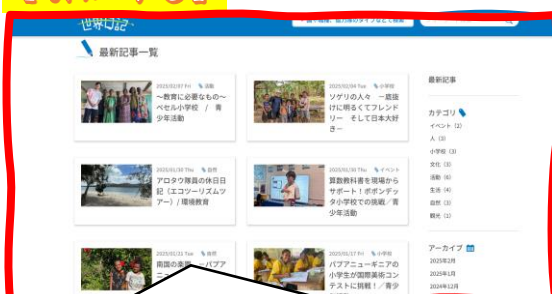 世界日記
最新記事一覧
2025/02/07 Fri 活動
～教育に必要なもの～
ベセル小学校 / 青
少年活動
2025/02/04 Tue 小学校
ソゲリの人々 ー底抜
けに明るくてフレンド
リー そして日本大好
きー
2025/01/30 Thu 自然
アロタウ隊員の休日日
記（エコツーリズムツ
アー）/ 環境教育
2025/01/30 Thu イベント
算数教科書を現場から
サポート！ボボンデッ
タ小学校での挑戦／青
少年活動
2025/01/21 Tue 自然
南国の楽園
2025/01/17 Fri 小学校
パプアニューギニアの
小学生が国際美術コン
テストに挑戦！／青少
最新記事
カテゴリ
イベント（2）
人（3）
小学校（3）
文化（3）
活動（6）
生活（4）
自然（3）
観光（1）
アーカイブ
2025年2月
2025年1月
2024年12月